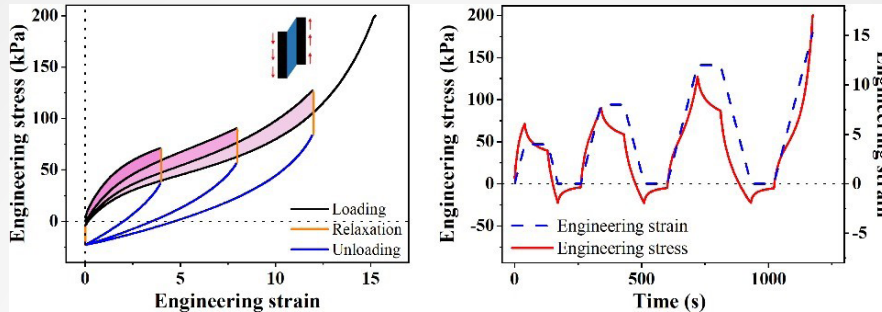 Engineering stress (kPa)
200
150
100
50
0
0
5
10
15
Engineering strain
Loading
Relaxation
Unloading
Engineering stress (kPa)
200
150
100
50
0
-50
0
500
1000
Time (s)
Engineering strain
Engineering stress
15
10
5
0
-5
Engineering strain